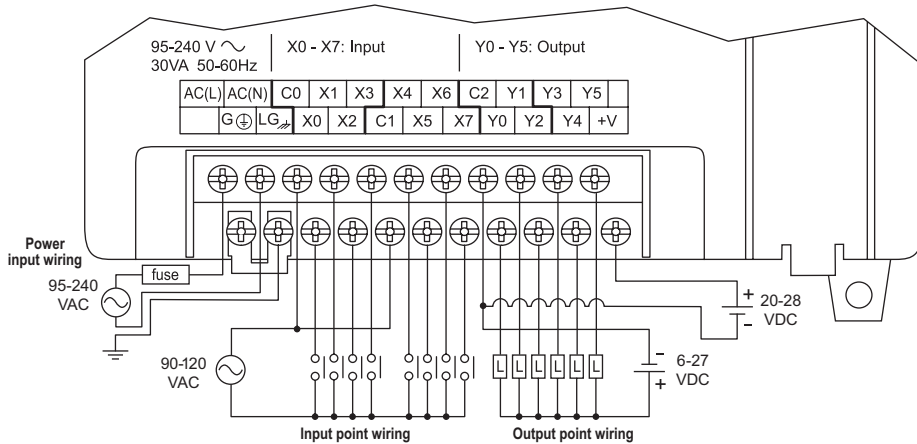 95-240 V
30VA 50-60Hz
X0 - X7: Input
Y0 - Y5: Output
AC(L) AC(N) C0 X1 X3 X4 X6 C2 Y1 Y3 Y5
G LG X0 X2 C1 X5 X7 Y0 Y2 Y4 +V
Power
input wiring
fuse
95-240
VAC
+
20-28
VDC
-
90-120
VAC
L L L L L L
-
6-27
VDC
+
Input point wiring
Output point wiring